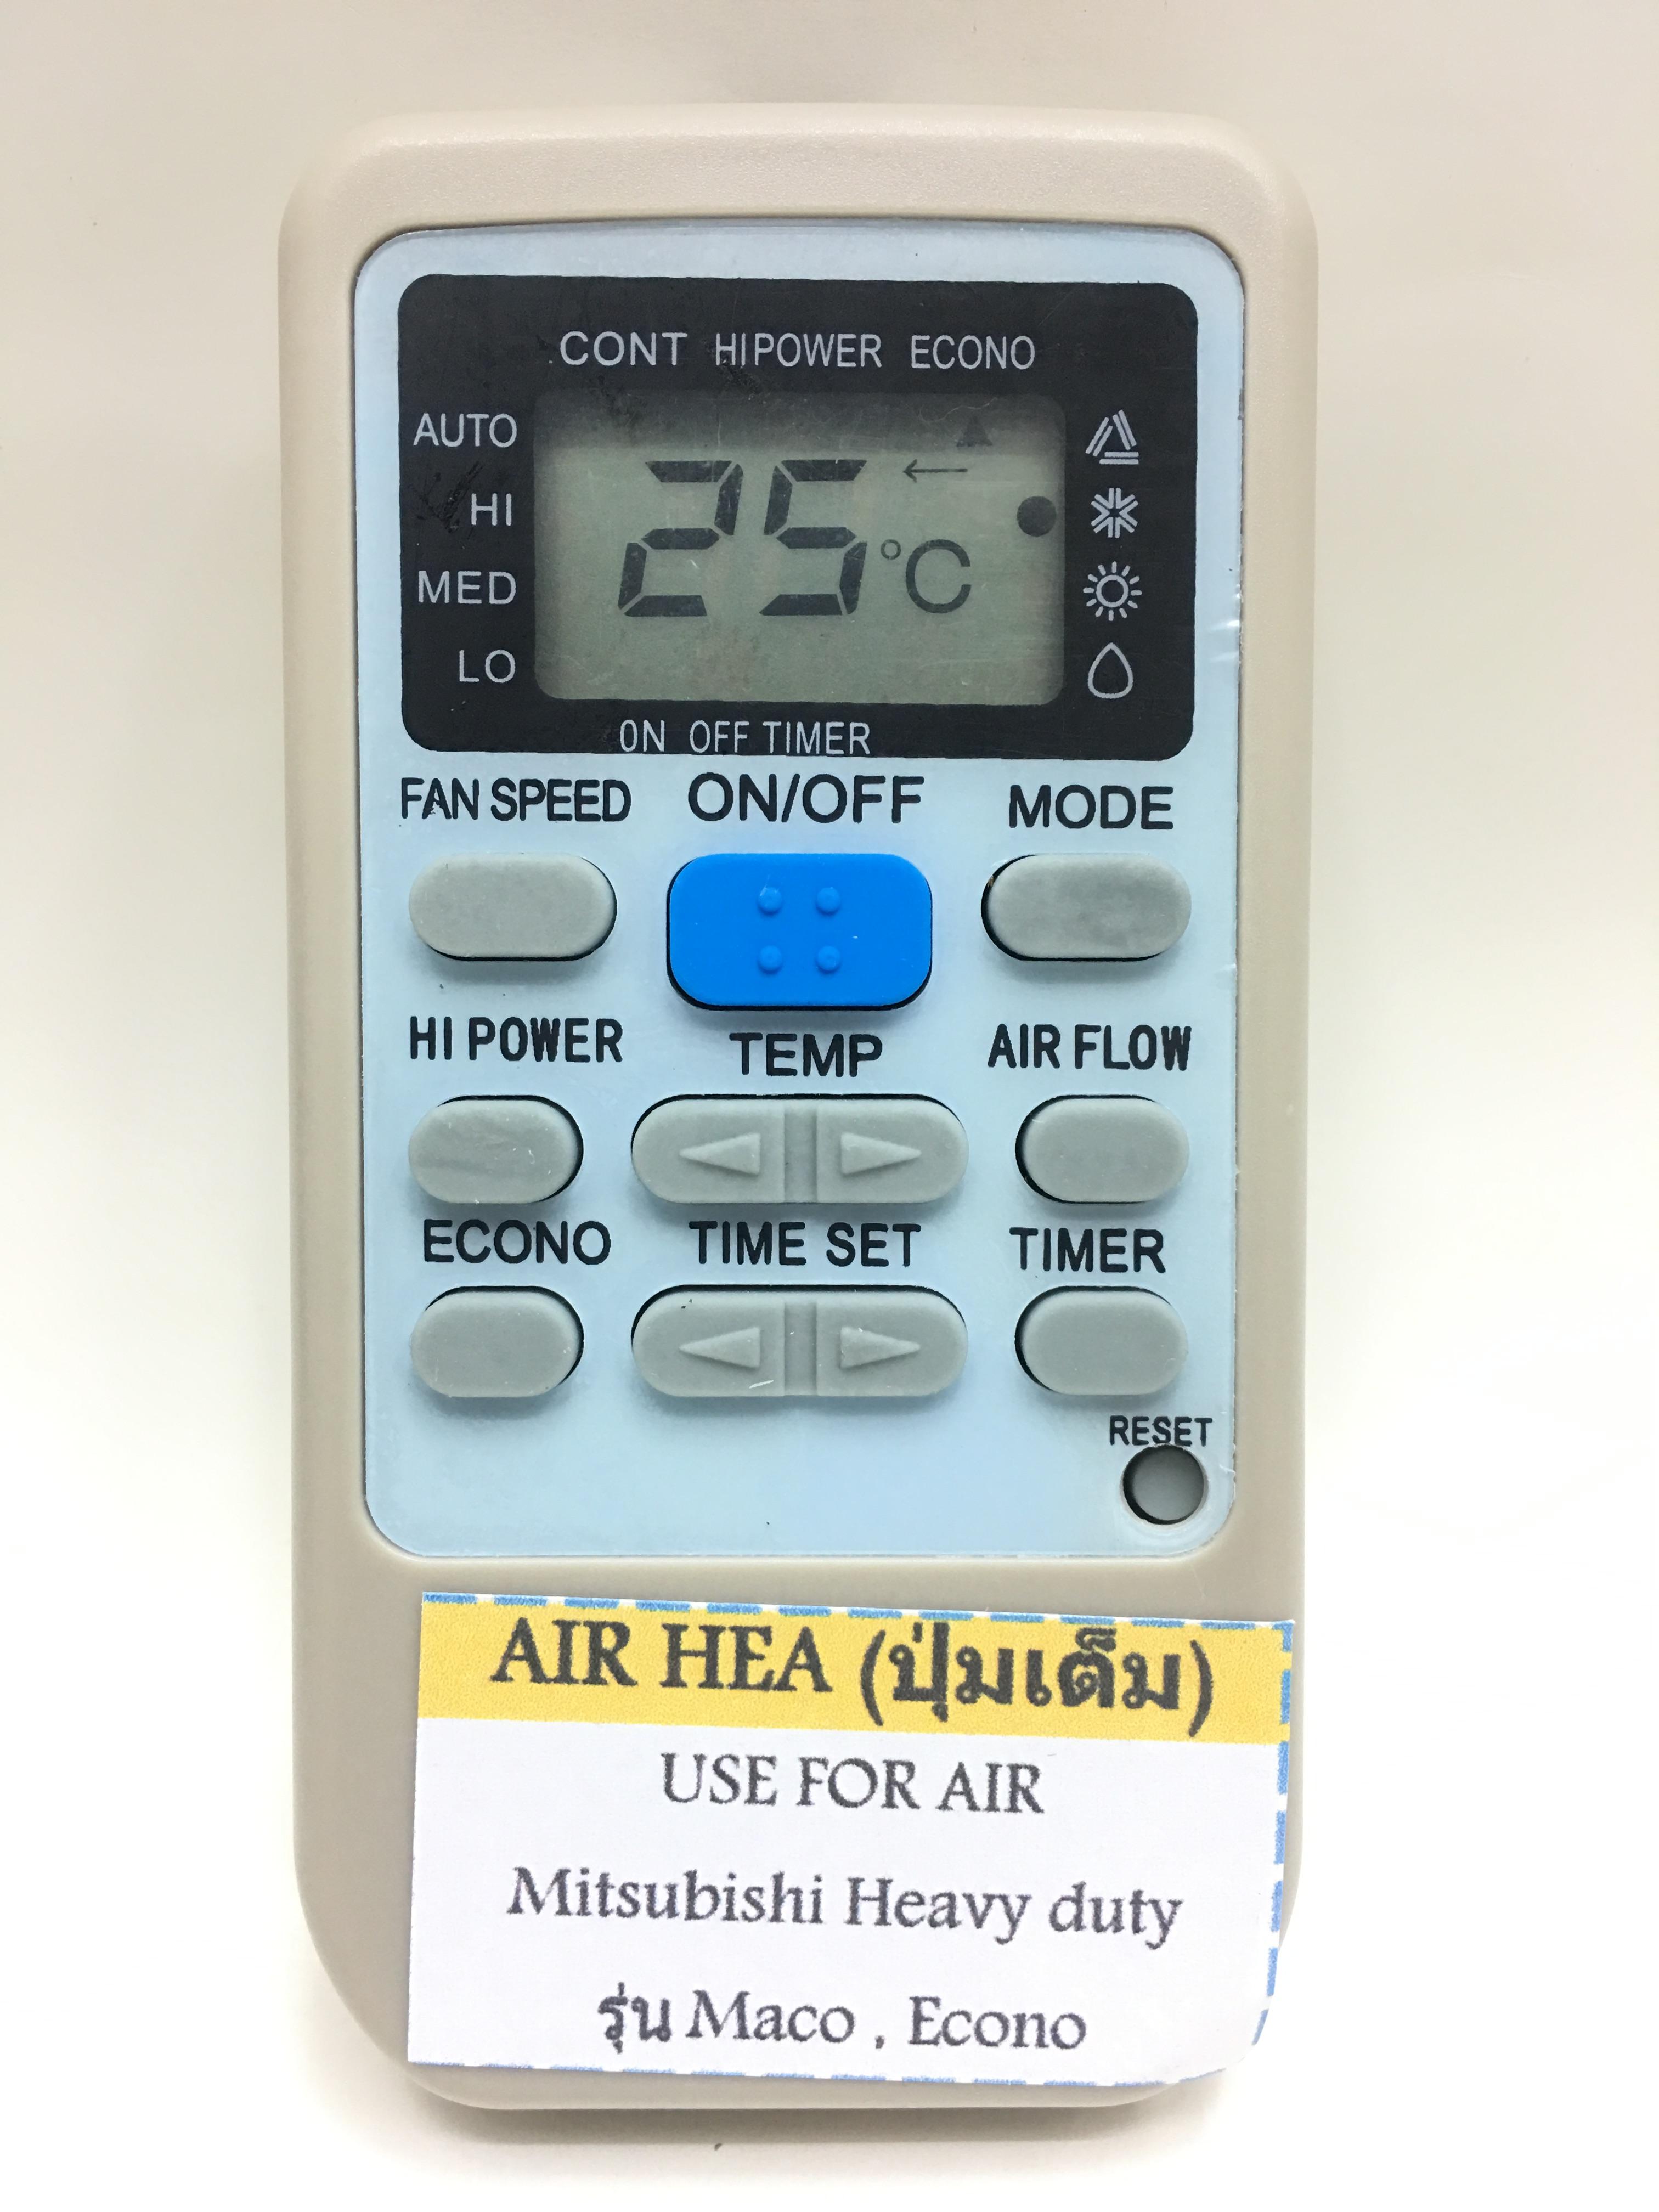 CONT HIPOWER ECONO
AUTO
HI
MED
LO
25 °C
ON OFF TIMER
FAN SPEED ON/OFF MODE
HI POWER TEMP AIR FLOW
ECONO TIME SET TIMER
RESET
AIR HEA (ปุ่มเต็ม)
USE FOR AIR
Mitsubishi Heavy duty
รุ่น Maco , Econo